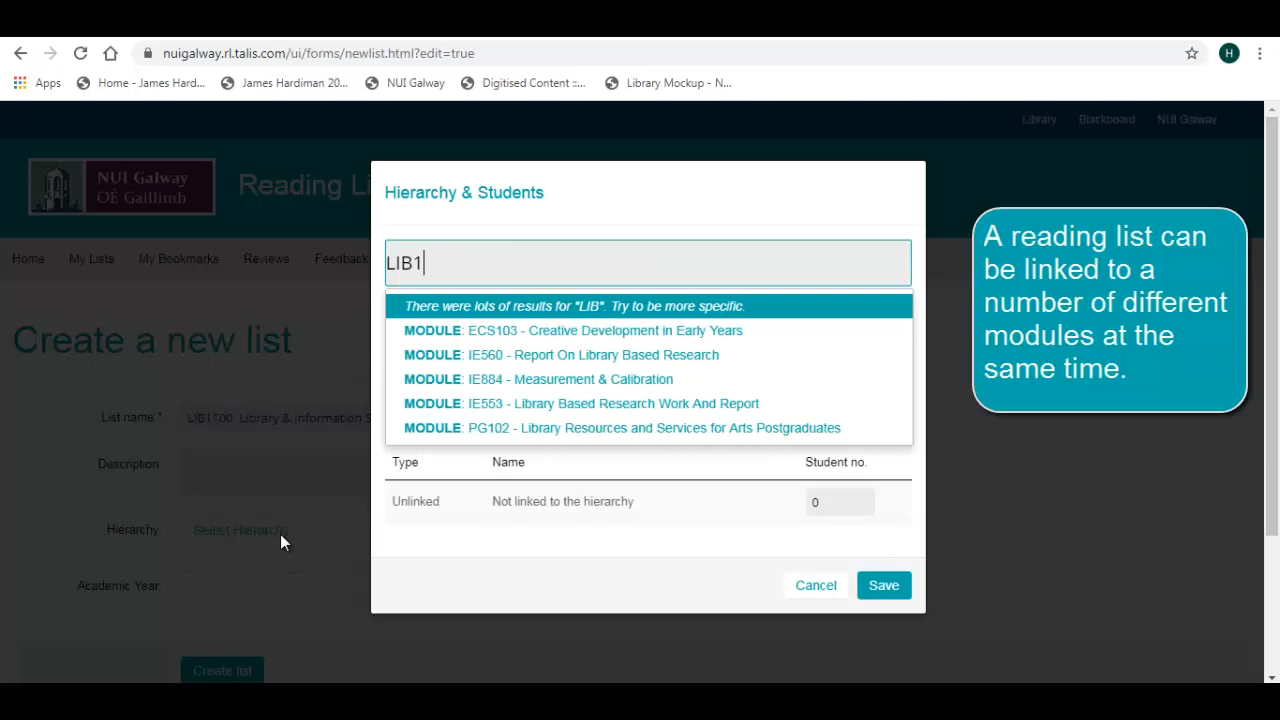 nuigalway.rl.talis.com/ui/forms/newlist.html?edit=true
H
Apps
Home - James Hard...
James Hardiman 20...
NUI Galway
Digitised Content ::...
Library Mockup - N...
Library
Blackboard
NUI Galway
NUI Galway
OÉ Gaillimh
Reading Li
Home
My Lists
My Bookmarks
Reviews
Feedback
Create a new list
List name *
LIB1100 Library & Information S
Description
Hierarchy
Select Hierarchy
Academic Year
Create list
Hierarchy & Students
LIB1
There were lots of results for "LIB". Try to be more specific.
MODULE: ECS103 - Creative Development in Early Years
MODULE: IE560 - Report On Library Based Research
MODULE: IE884 - Measurement & Calibration
MODULE: IE553 - Library Based Research Work And Report
MODULE: PG102 - Library Resources and Services for Arts Postgraduates
Type
Name
Student no.
Unlinked
Not linked to the hierarchy
0
Cancel
Save
A reading list can
be linked to a
number of different
modules at the
same time.